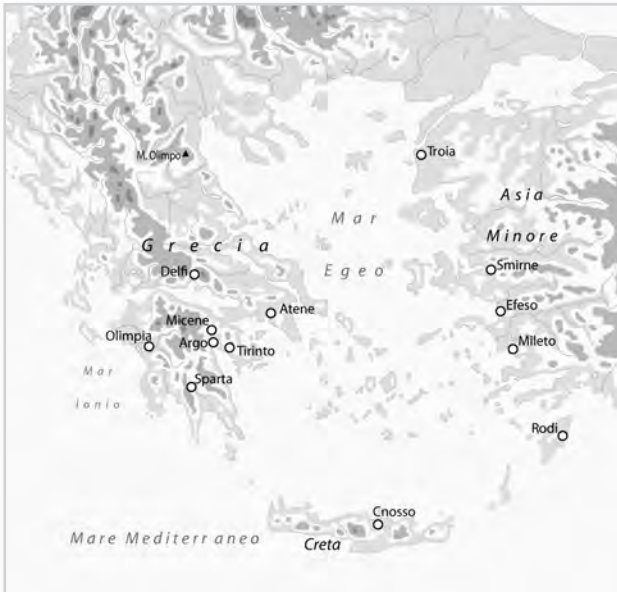 M. Olimpo
Troia
Asia
Minore
Mar
Egeo
Grecia
Delfi
Smirne
Atene
Efeso
Micene
Olimpia
Argo
Tirinto
Mileto
Mar
Ionio
Sparta
Rodi
Cnosso
Mare Mediterraneo
Creta